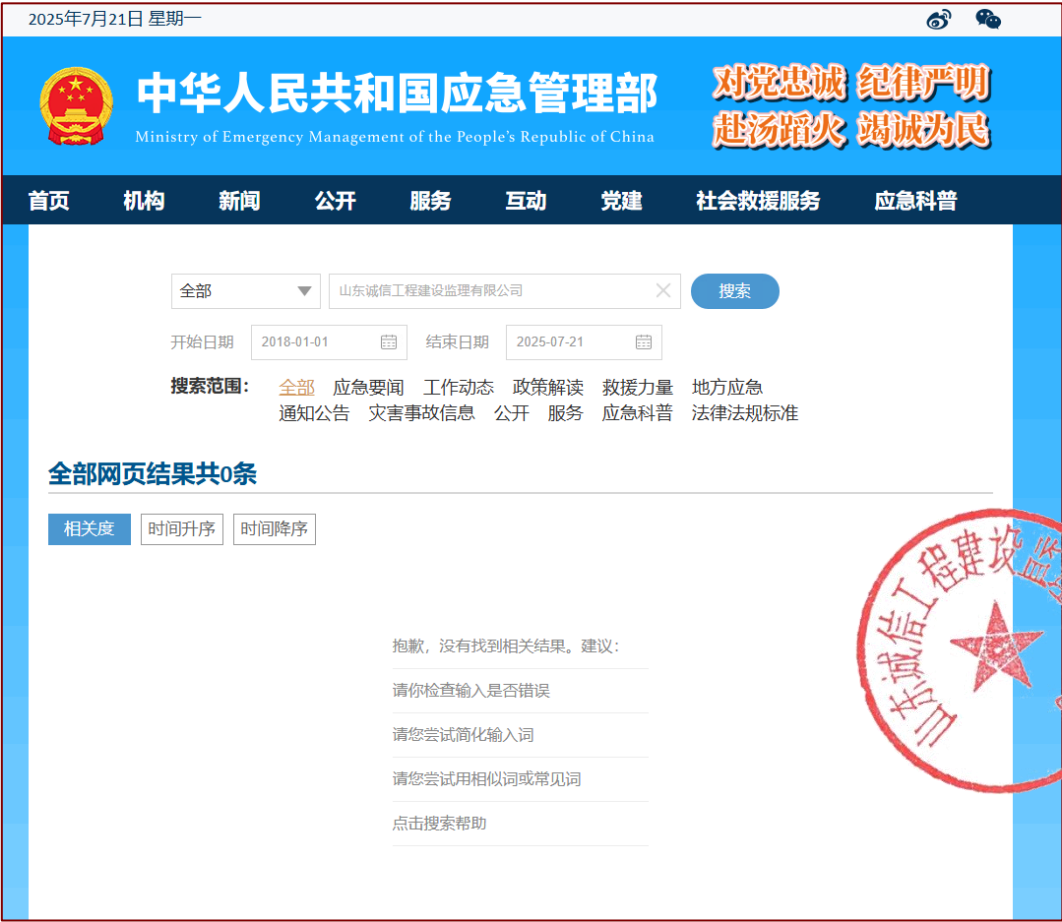 2025年7月21日 星期一
中华人民共和国应急管理部
Ministry of Emergency Management of the People's Republic of China
对党忠诚 纪律严明
赴汤蹈火 竭诚为民
首页 机构 新闻 公开 服务 互动 党建 社会救援服务 应急科普
全部 山东诚信工程建设监理有限公司 搜索
开始日期 2018-01-01 结束日期 2025-07-21
搜索范围： 全部 应急要闻 工作动态 政策解读 救援力量 地方应急
通知公告 灾害事故信息 公开 服务 应急科普 法律法规标准
全部网页结果共0条
相关度 时间升序 时间降序
抱歉，没有找到相关结果。建议：
请你检查输入是否错误
请您尝试简化输入词
请您尝试用相似词或常见词
点击搜索帮助
山东诚信工程建设监